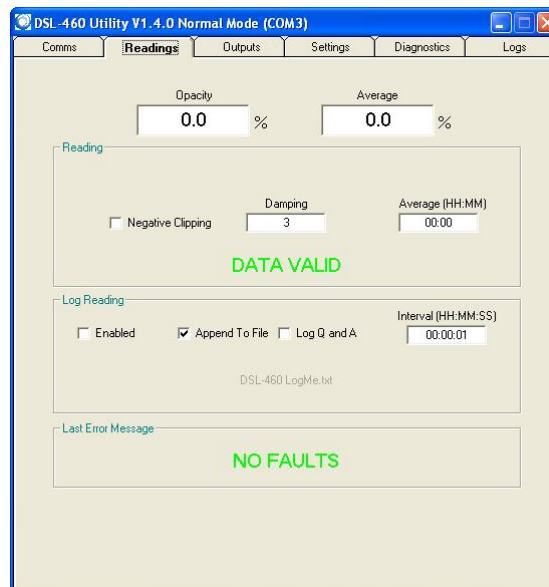 DSL-460 Utility V1.4.0 Normal Mode (COM3)
Comms Readings Outputs Settings Diagnostics Logs
Opacity Average
0.0 % 0.0 %
Reading
Damping Average (HH:MM)
Negative Clipping 3 00:00
DATA VALID
Log Reading
Interval (HH:MM:SS)
Enabled Append To File Log Q and A 00:00:01
DSL-460 LogMe.txt
Last Error Message
NO FAULTS